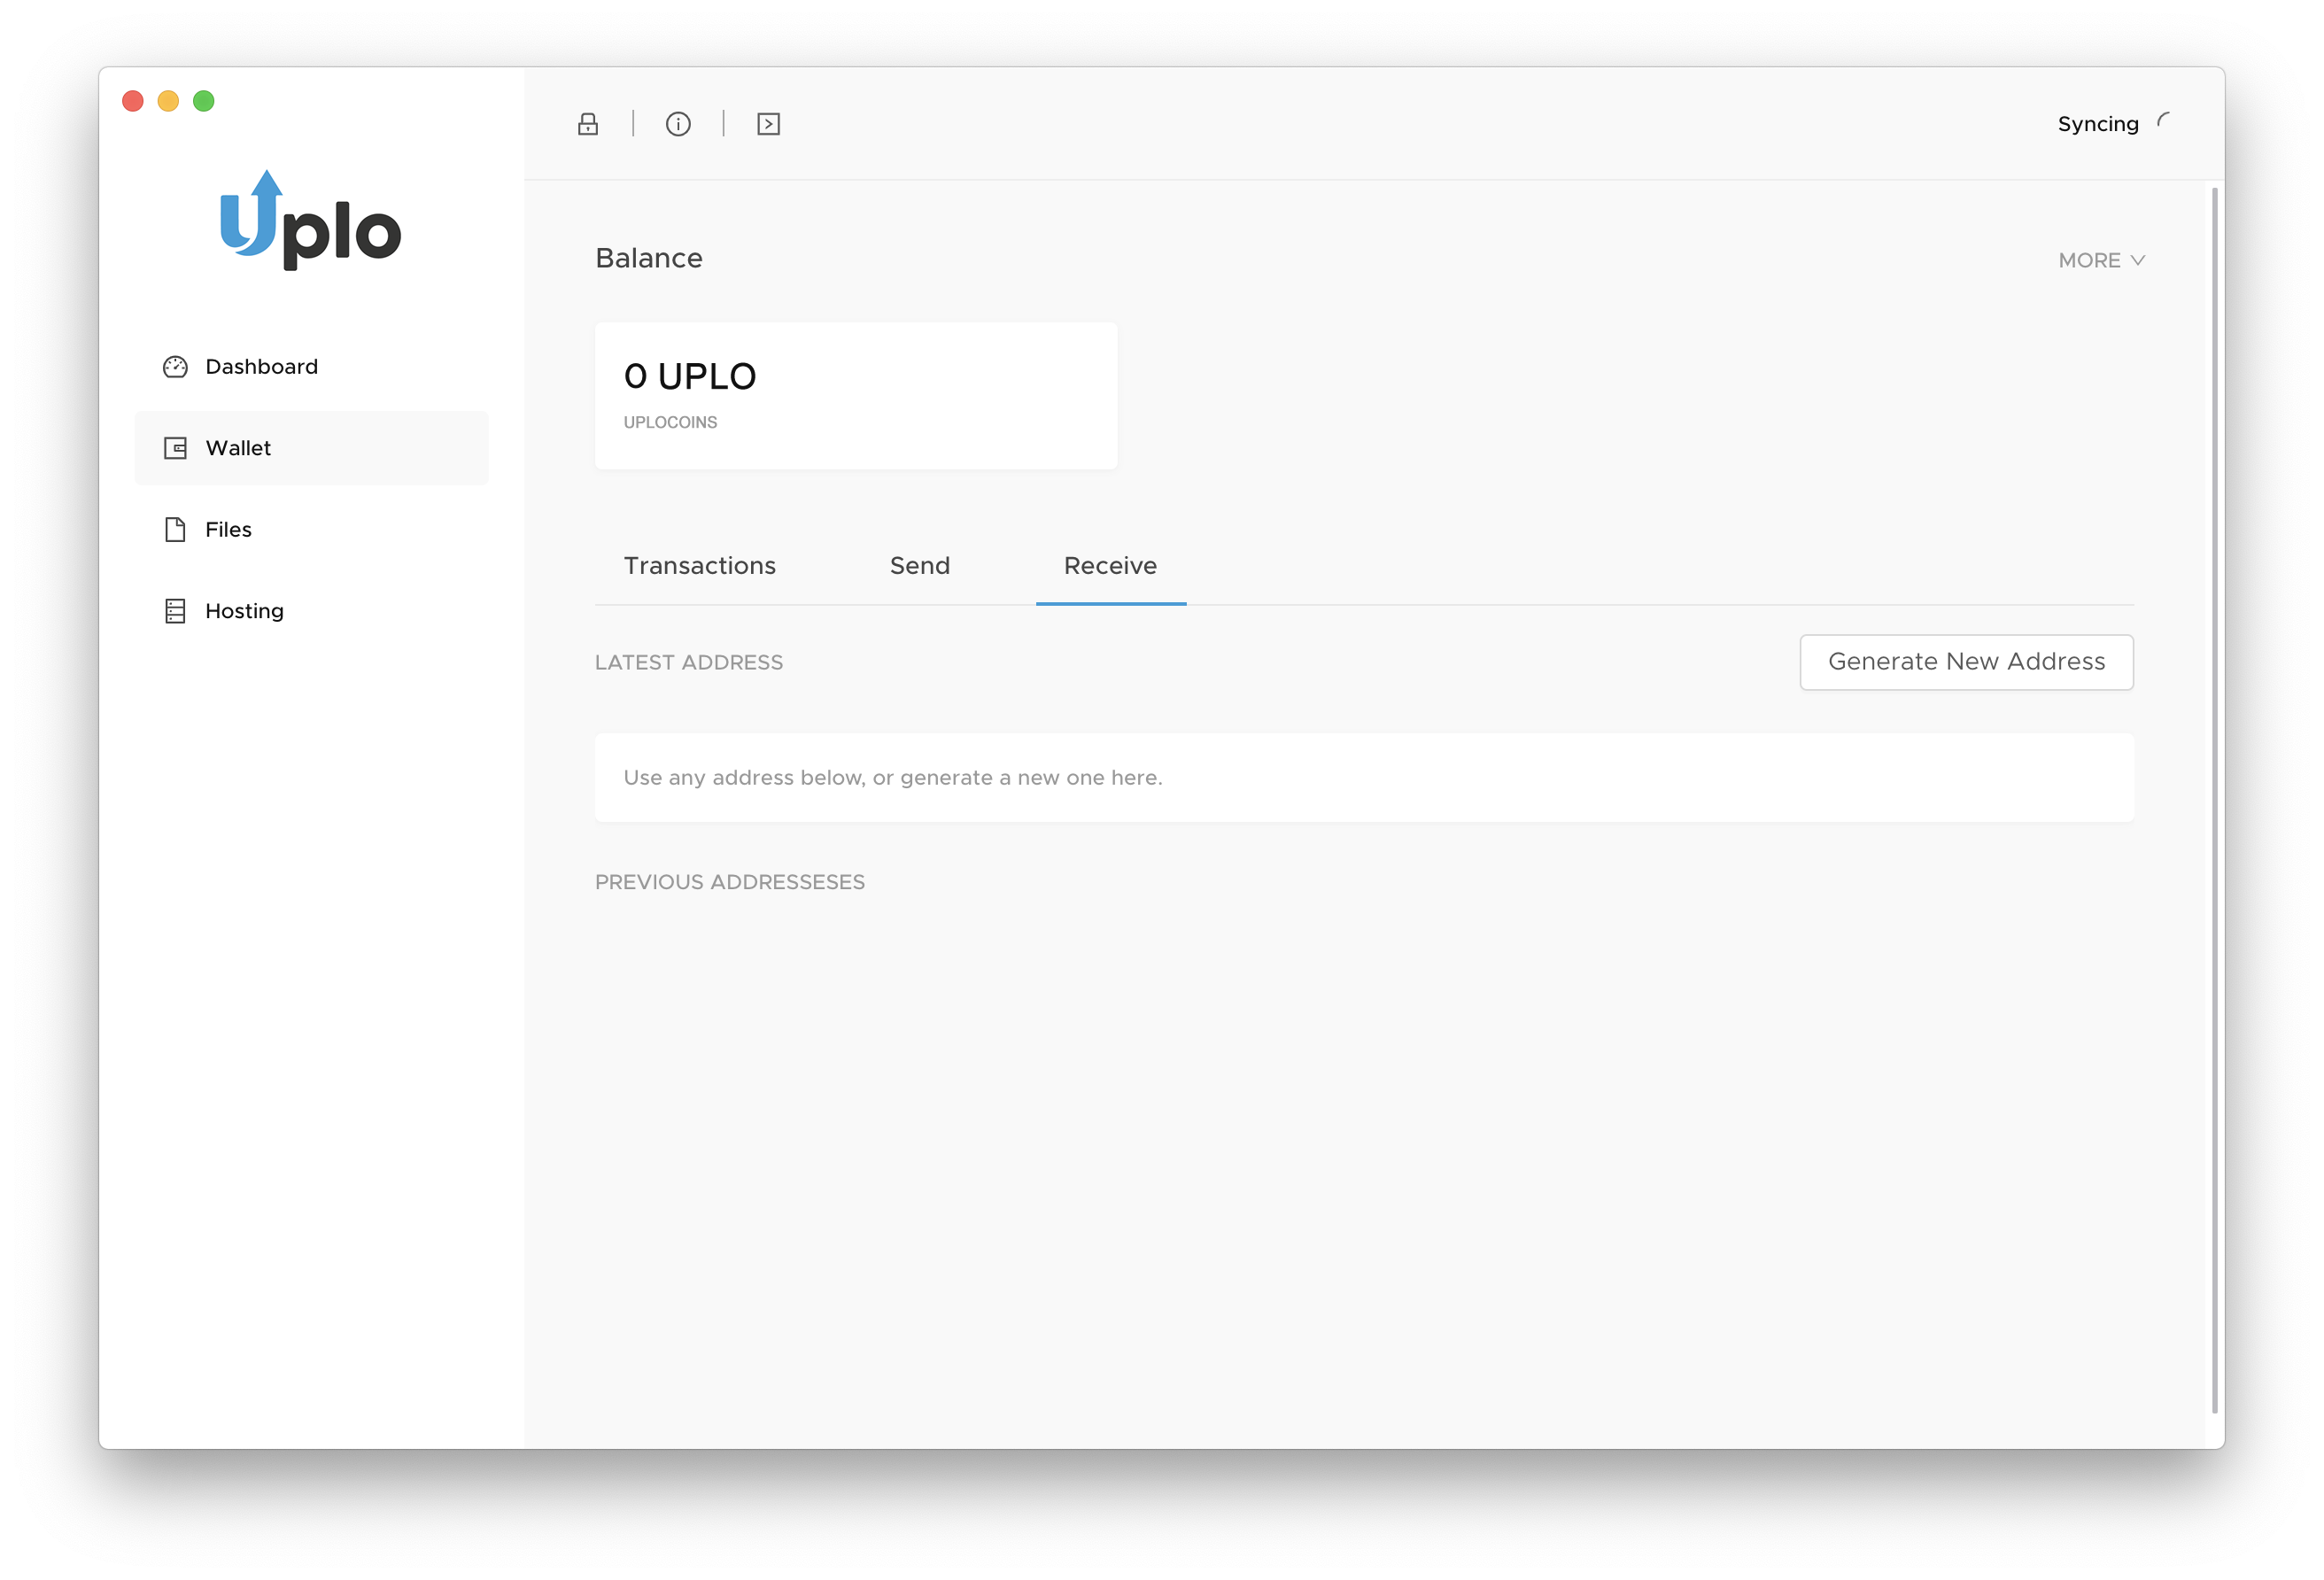 Uplo
Dashboard
Wallet
Files
Hosting
Syncing
Balance
MORE
0 UPLO
UPLOCOINS
Transactions
Send
Receive
LATEST ADDRESS
Generate New Address
Use any address below, or generate a new one here.
PREVIOUS ADDRESSESES